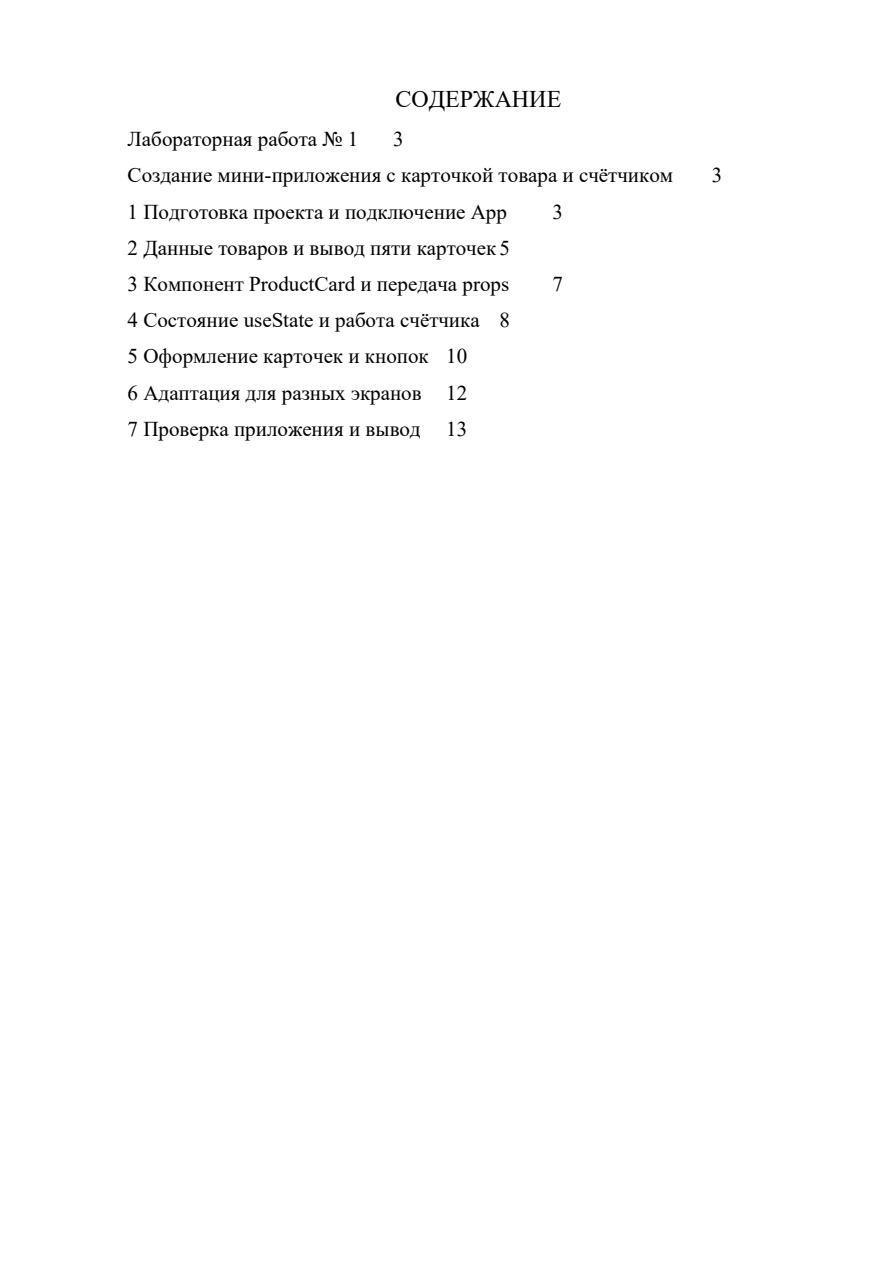 СОДЕРЖАНИЕ
Лабораторная работа № 1 3
Создание мини-приложения с карточкой товара и счётчиком 3
1 Подготовка проекта и подключение App 3
2 Данные товаров и вывод пяти карточек 5
3 Компонент ProductCard и передача props 7
4 Состояние useState и работа счётчика 8
5 Оформление карточек и кнопок 10
6 Адаптация для разных экранов 12
7 Проверка приложения и вывод 13